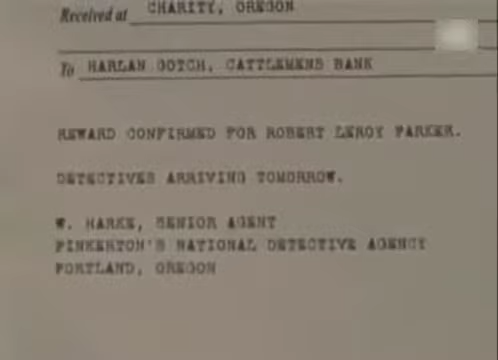 Received at CHARITY, OREGON
To HARLAN GOTCH, CATTLEMENS BANK
REWARD CONFIRMED FOR ROBERT LEROY PARKER.
DETECTIVES ARRIVING TOMORROW.
W. HARKE, SENIOR AGENT
PINKERTON'S NATIONAL DETECTIVE AGENCY
PORTLAND, OREGON